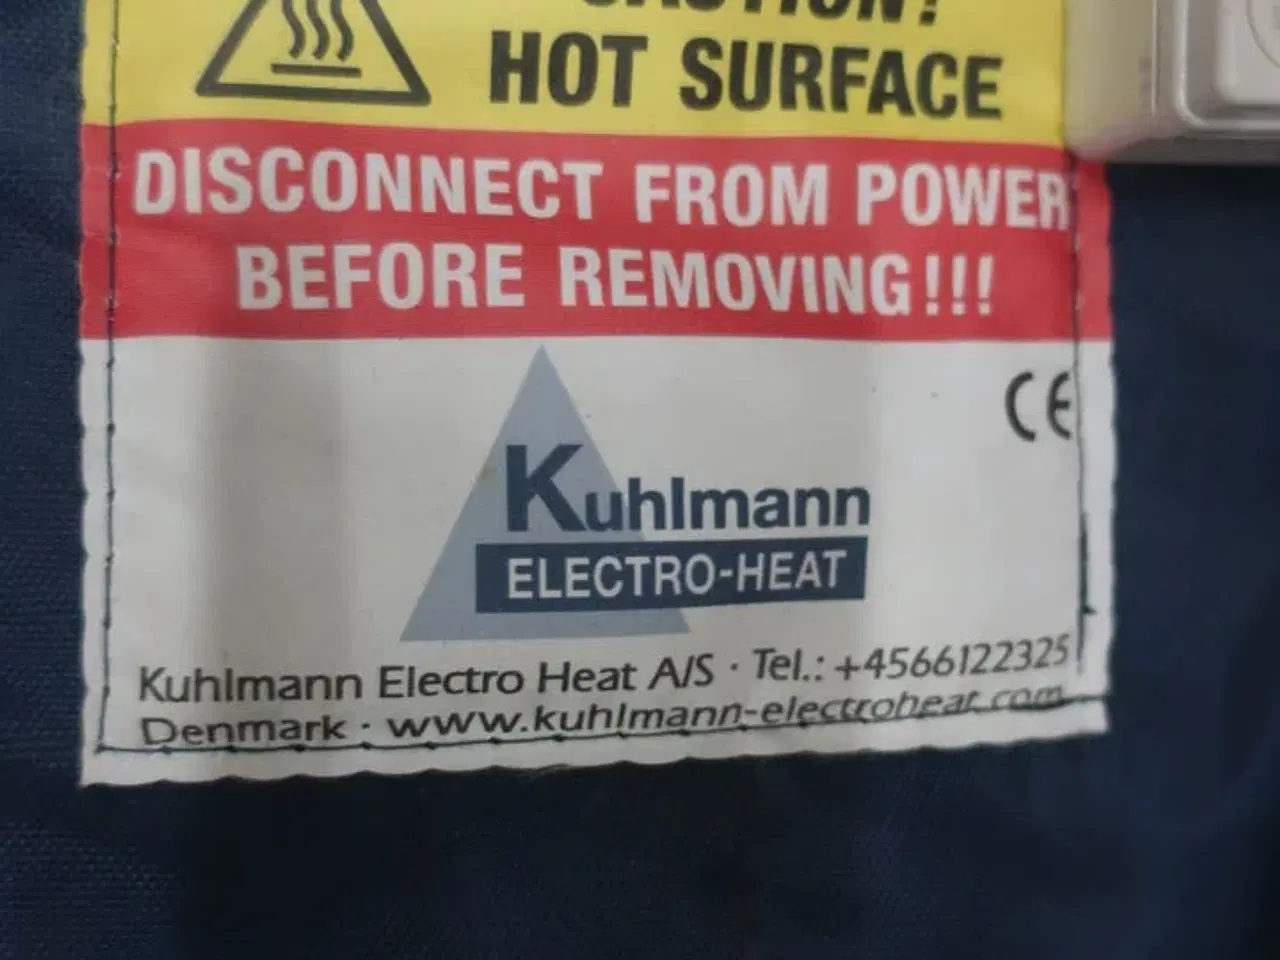 CAUTION!
HOT SURFACE
DISCONNECT FROM POWER
BEFORE REMOVING!!!
CE
Kuhlmann
ELECTRO-HEAT
Kuhlmann Electro Heat A/S · Tel.: +4566122325
Denmark · www.kuhlmann-electroheat.com